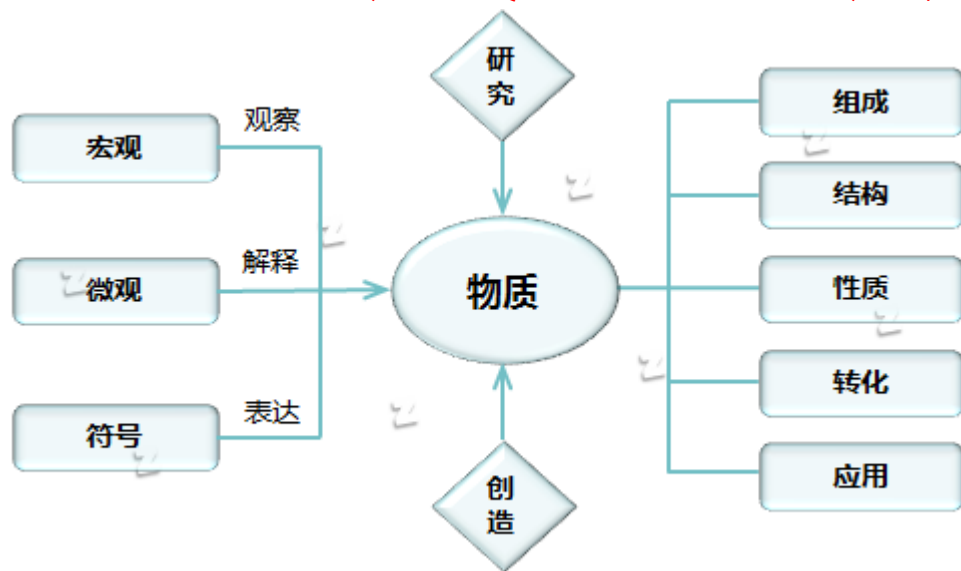 研
究
宏观
观察
组成
结构
微观
解释
物质
性质
转化
符号
表达
创
造
应用